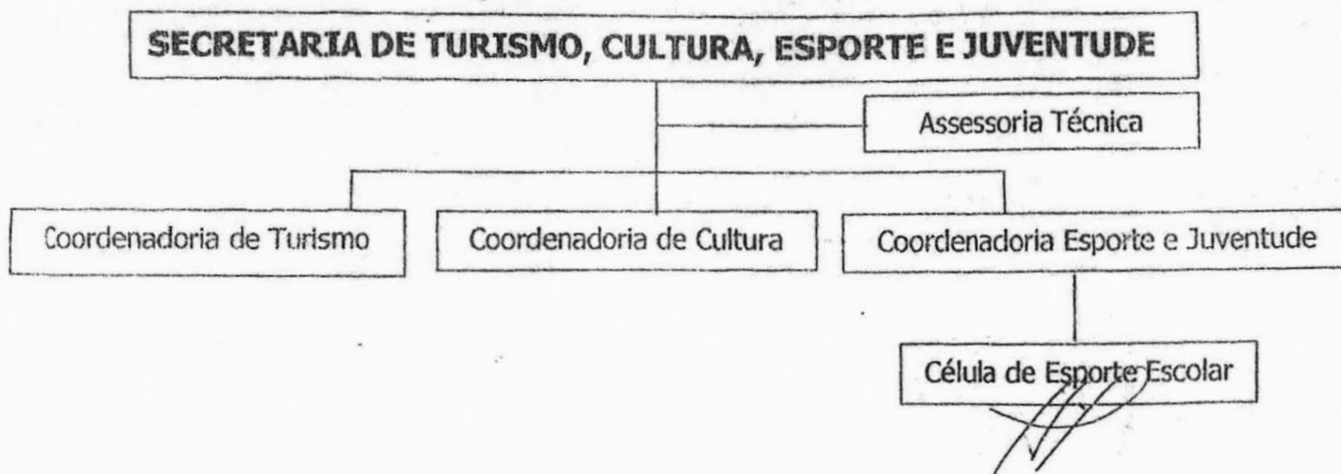 SECRETARIA DE TURISMO, CULTURA, ESPORTE E JUVENTUDE
Assessoria Técnica
Coordenadoria de Turismo
Coordenadoria de Cultura
Coordenadoria Esporte e Juventude
Célula de Esporte Escolar